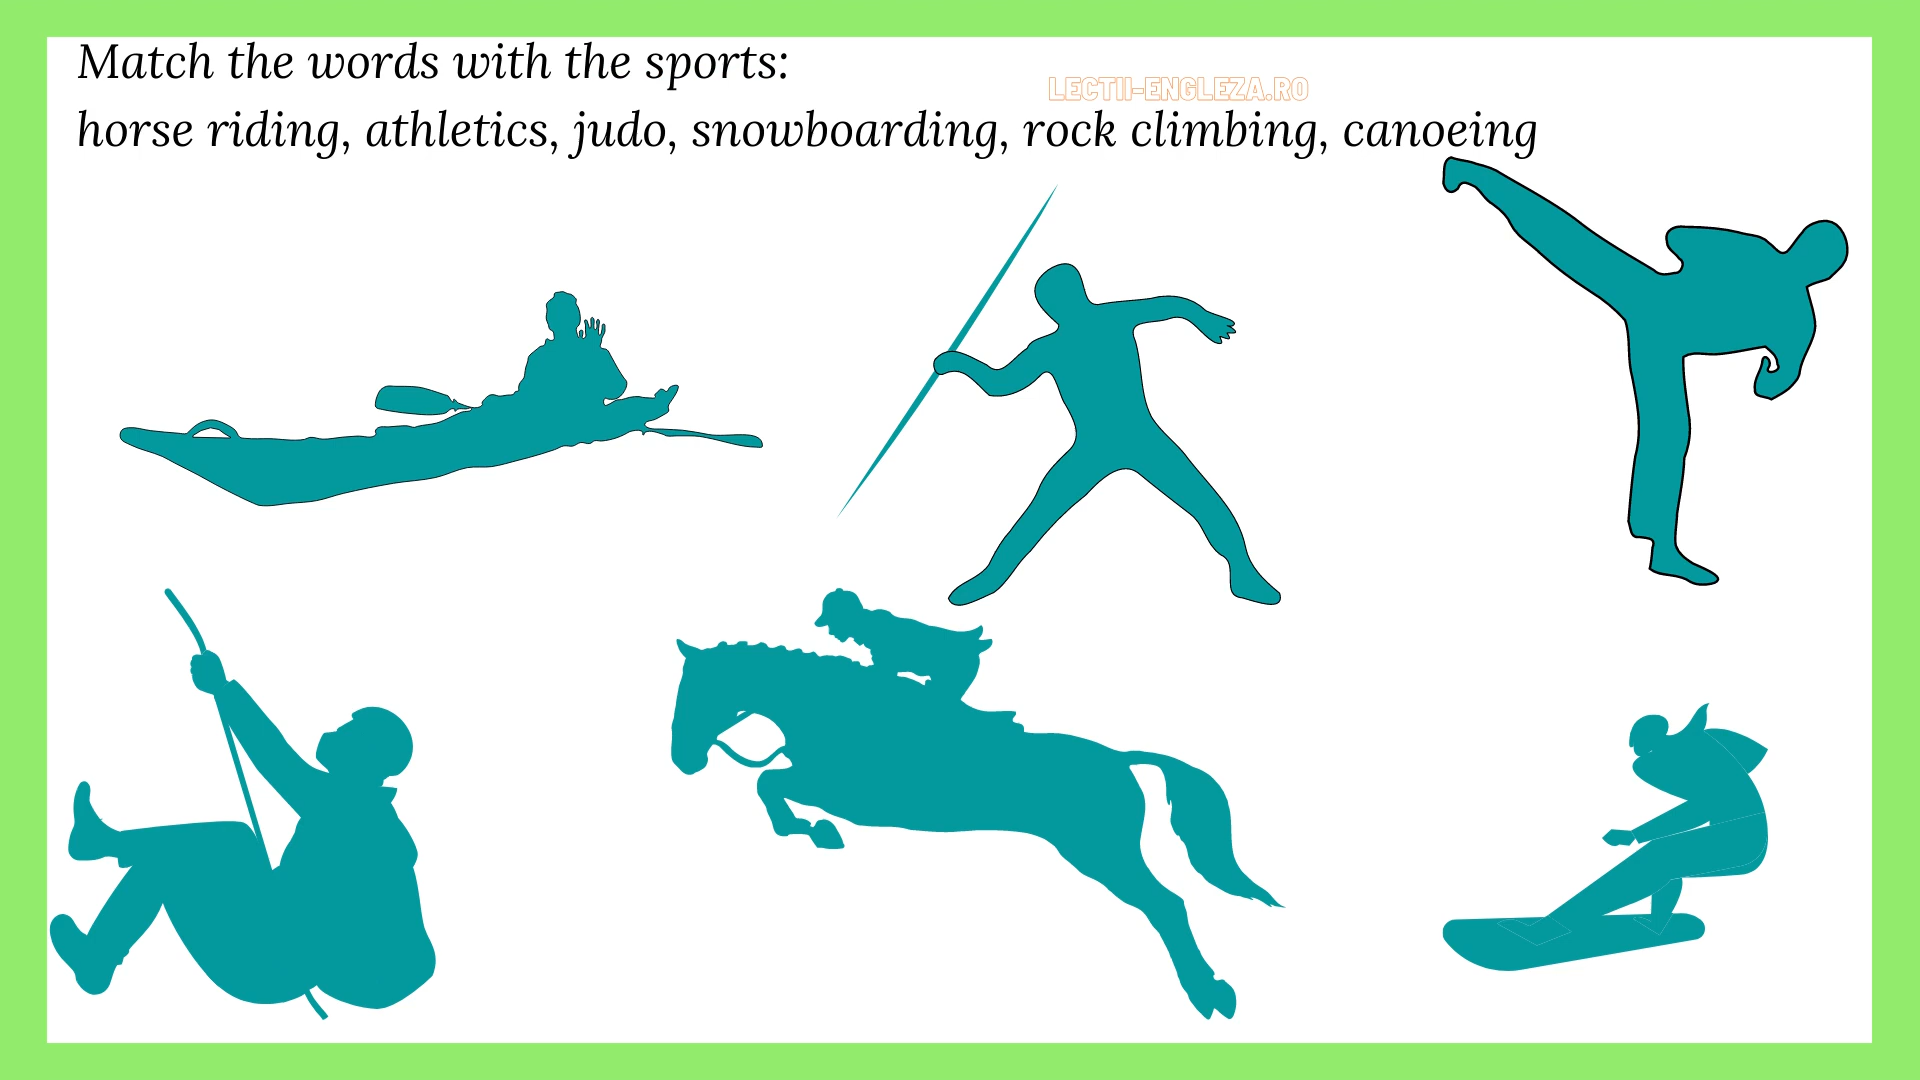 Match the words with the sports:
LECTII-ENGLEZA.RO
horse riding, athletics, judo, snowboarding, rock climbing, canoeing